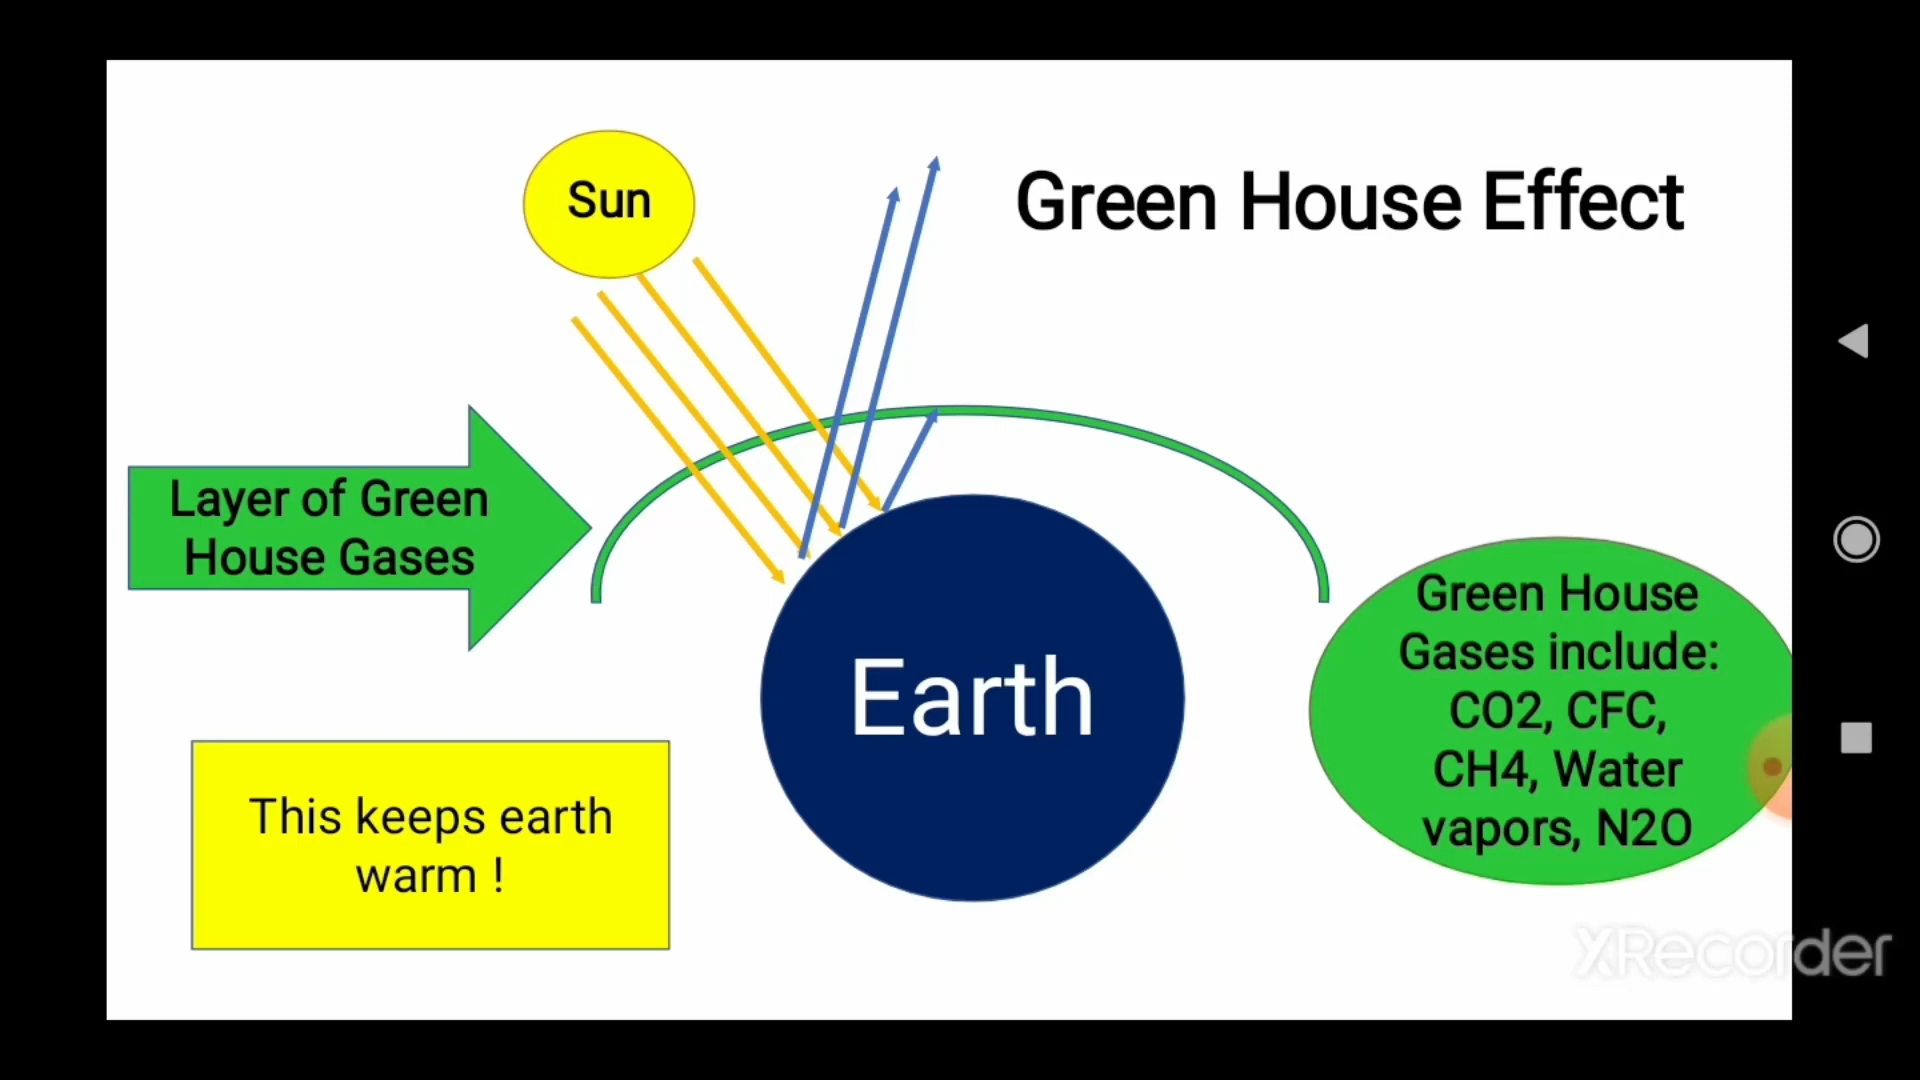 Sun
Green House Effect
Layer of Green
House Gases
Earth
Green House
Gases include:
CO2, CFC,
CH4, Water
vapors, N2O
This keeps earth
warm !
XRecorder